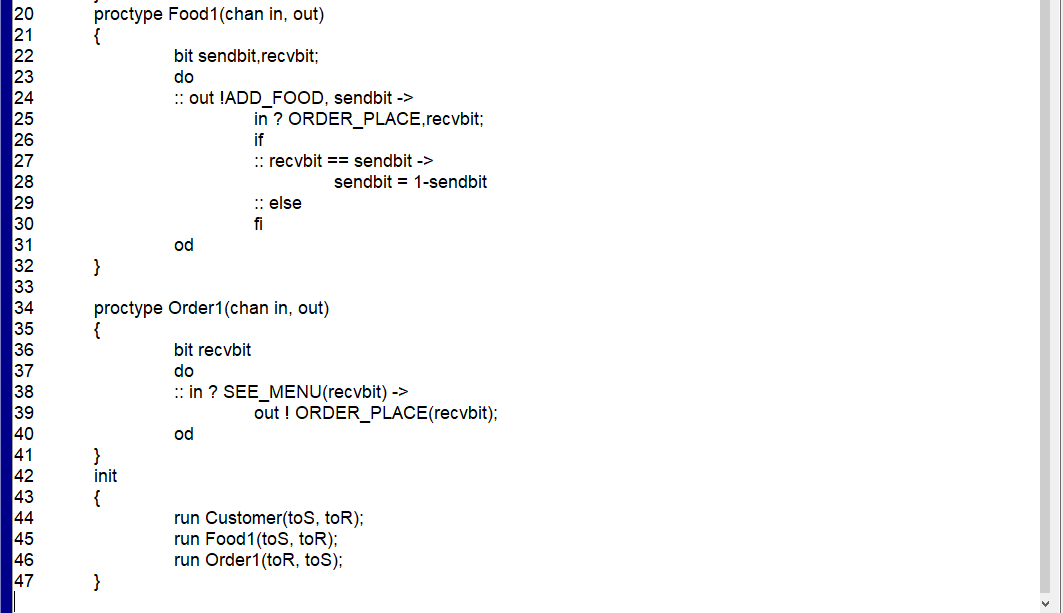 20 proctype Food1(chan in, out)
21 {
22 bit sendbit,recvbit;
23 do
24 :: out !ADD_FOOD, sendbit ->
25 in ? ORDER_PLACE,recvbit;
26 if
27 :: recvbit == sendbit ->
28 sendbit = 1-sendbit
29 :: else
30 fi
31 od
32 }
33
34 proctype Order1(chan in, out)
35 {
36 bit recvbit
37 do
38 :: in ? SEE_MENU(recvbit) ->
39 out ! ORDER_PLACE(recvbit);
40 od
41 }
42 init
43 {
44 run Customer(toS, toR);
45 run Food1(toS, toR);
46 run Order1(toR, toS);
47 }